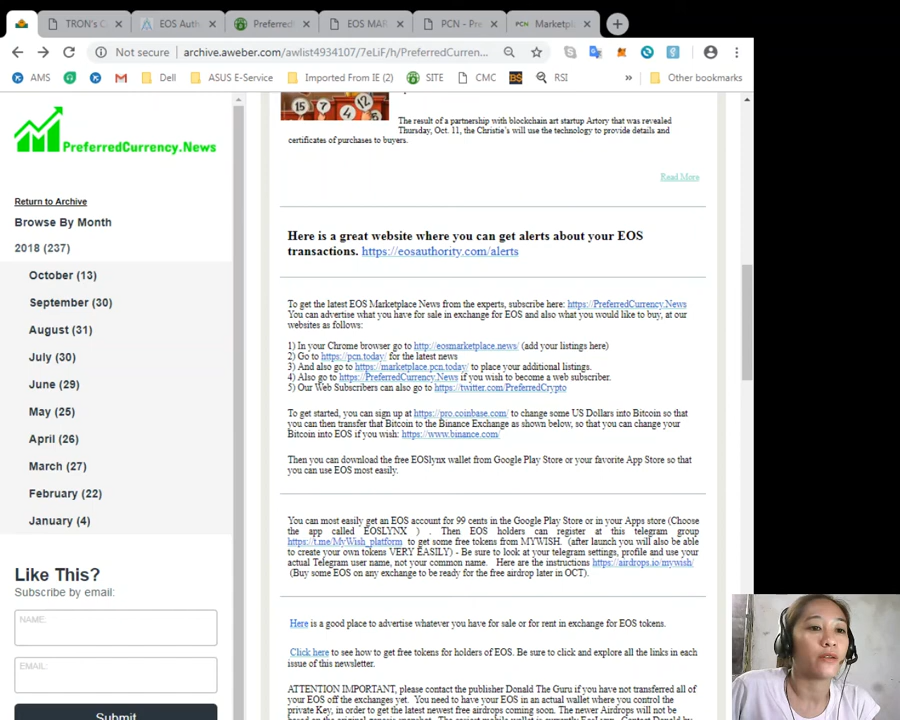 TRON's C
EOS Auth
Preferred
EOS MAR
PCN - Pre
Marketpl
Not secure
archive.aweber.com/awlist4934107/7eLiF/h/PreferredCurren...
AMS
Dell
ASUS E-Service
Imported From IE (2)
SITE
CMC
BS
RSI
»
Other bookmarks
PreferredCurrency.News
Return to Archive
Browse By Month
2018 (237)
October (13)
September (30)
August (31)
July (30)
June (29)
May (25)
April (26)
March (27)
February (22)
January (4)
Like This?
Subscribe by email:
NAME:
EMAIL:
Submit
15 7 4 12
The result of a partnership with blockchain art startup Artory that was revealed
Thursday, Oct. 11, the Christie's will use the technology to provide details and
certificates of purchases to buyers.
Read More
Here is a great website where you can get alerts about your EOS
transactions. https://eosauthority.com/alerts
To get the latest EOS Marketplace News from the experts, subscribe here: https://PreferredCurrency.News
You can advertise what you have for sale in exchange for EOS and also what you would like to buy, at our
websites as follows:
1) In your Chrome browser go to http://eosmarketplace.news/ (add your listings here)
2) Go to https://pcn.today/ for the latest news
3) And also go to https://marketplace.pcn.today/ to place your additional listings.
4) Also go to https://PreferredCurrency.News if you wish to become a web subscriber.
5) Our Web Subscribers can also go to https://twitter.com/PreferredCrypto
To get started, you can sign up at https://pro.coinbase.com/ to change some US Dollars into Bitcoin so that
you can then transfer that Bitcoin to the Binance Exchange as shown below, so that you can change your
Bitcoin into EOS if you wish: https://www.binance.com/
Then you can download the free EOSlynx wallet from Google Play Store or your favorite App Store so that
you can use EOS most easily.
You can most easily get an EOS account for 99 cents in the Google Play Store or in your Apps store (Choose
the app called EOSLYNX ) . Then EOS holders can register at this telegram group
https://t.me/MyWish_platform to get some free tokens from MYWISH. (after launch you will also be able
to create your own tokens VERY EASILY) - Be sure to look at your telegram settings, profile and use your
actual Telegram user name, not your common name. Here are the instructions https://airdrops.io/mywish/
(Buy some EOS on any exchange to be ready for the free airdrop later in OCT).
Here is a good place to advertise whatever you have for sale or for rent in exchange for EOS tokens.
Click here to see how to get free tokens for holders of EOS. Be sure to click and explore all the links in each
issue of this newsletter.
ATTENTION IMPORTANT, please contact the publisher Donald The Guru if you have not transferred all of
your EOS off the exchanges yet. You need to have your EOS in an actual wallet where you control the
private Key, in order to get the latest newest free airdrops coming soon. The newer Airdrops will not be